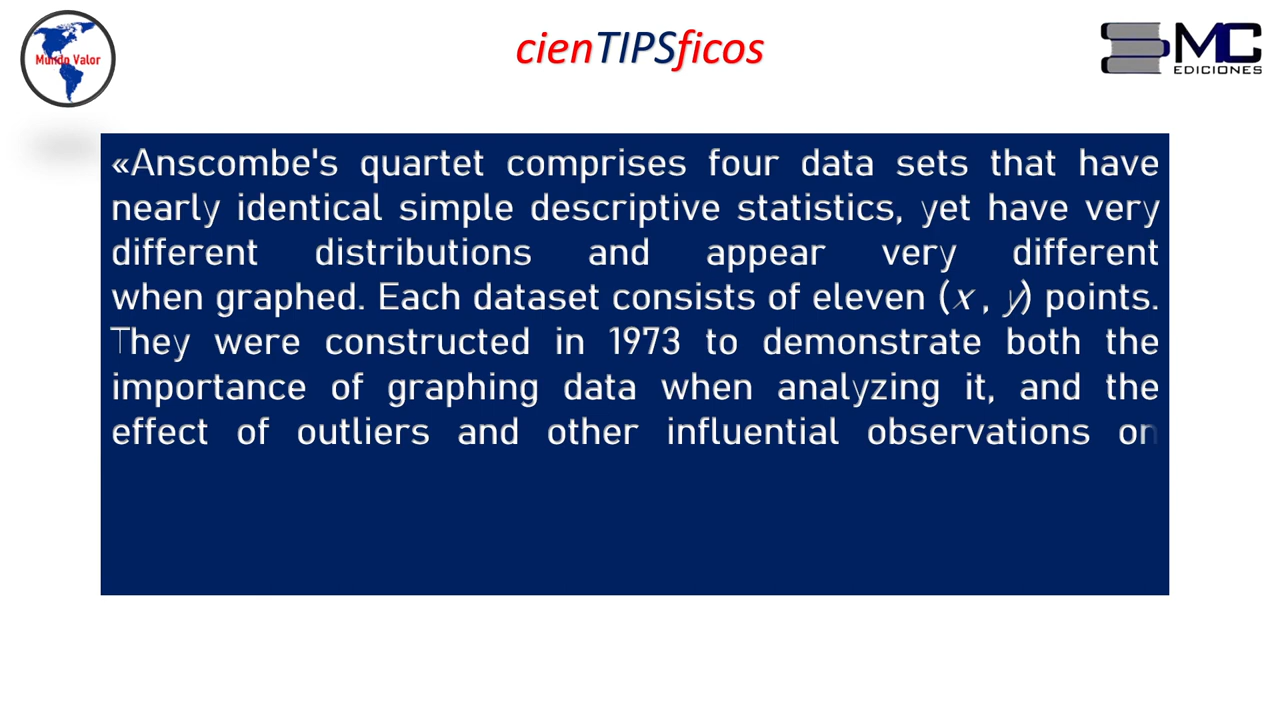 Mundo Valor
cienTIPSficos
MC
EDICIONES
«Anscombe's quartet comprises four data sets that have
nearly identical simple descriptive statistics, yet have very
different distributions and appear very different
when graphed. Each dataset consists of eleven (x , y) points.
They were constructed in 1973 to demonstrate both the
importance of graphing data when analyzing it, and the
effect of outliers and other influential observations on